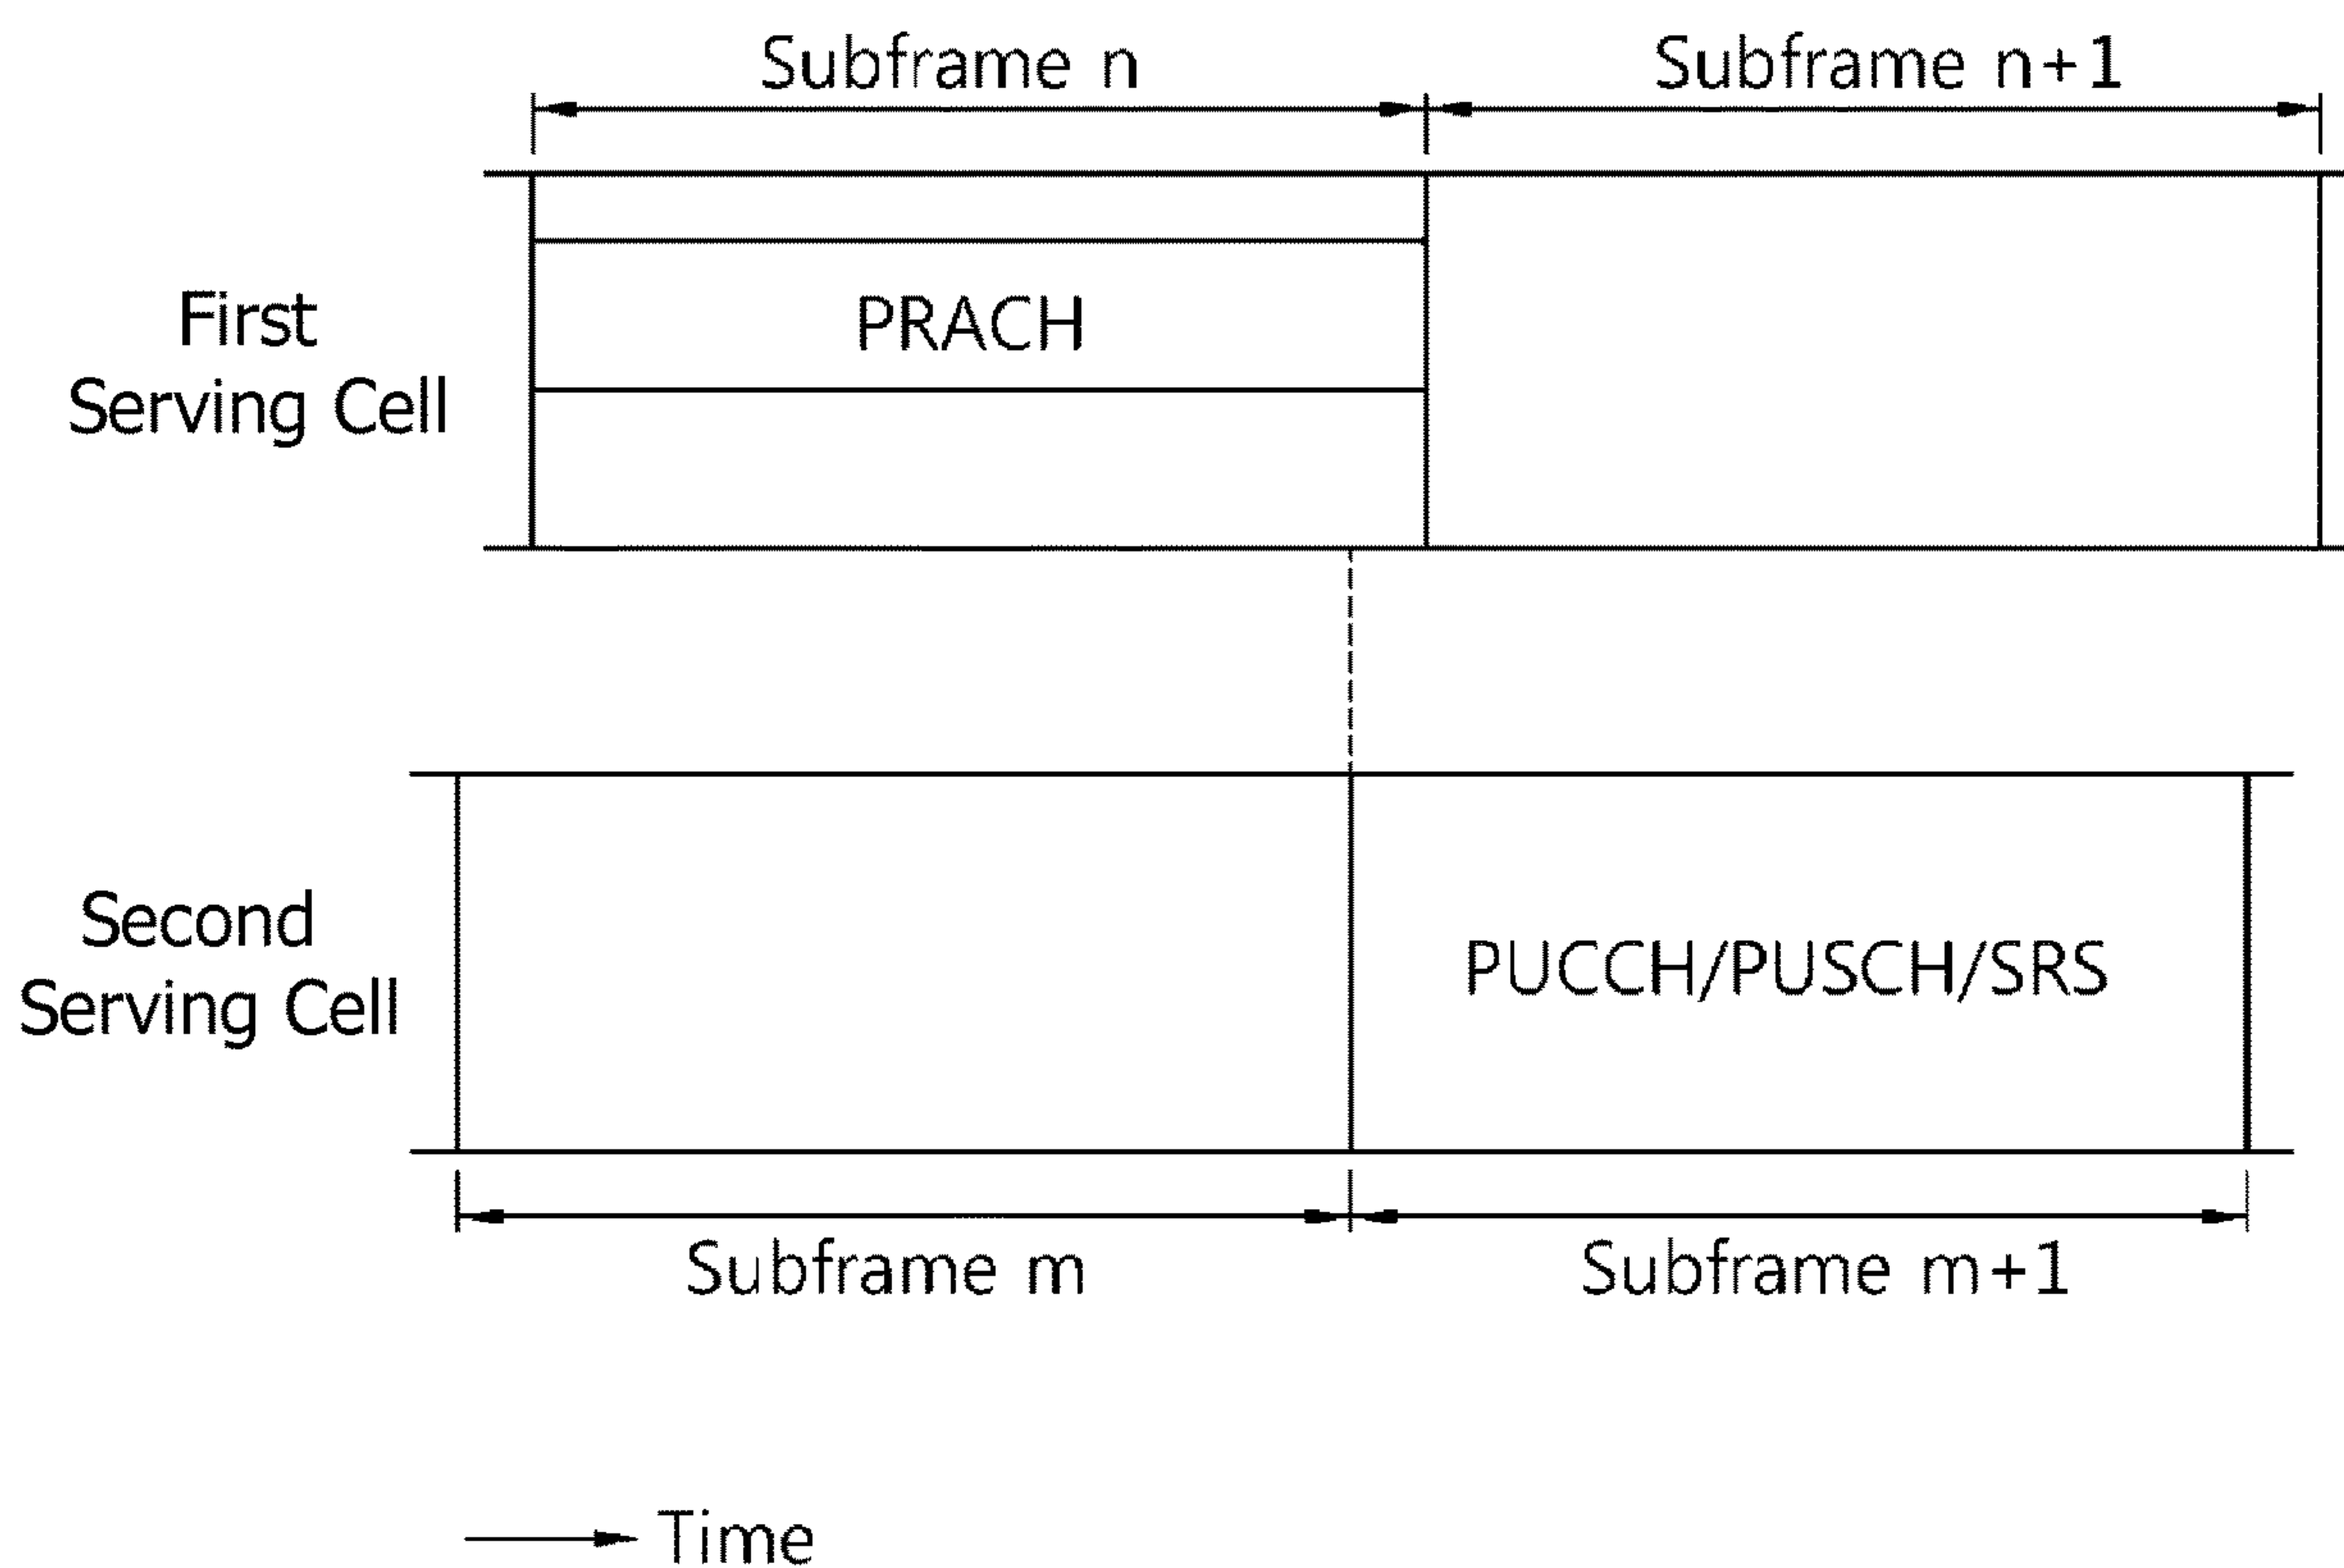 Subframe n
Subframe n+1
First
Serving Cell
PRACH
Second
Serving Cell
PUCCH/PUSCH/SRS
Subframe m
Subframe m+1
Time